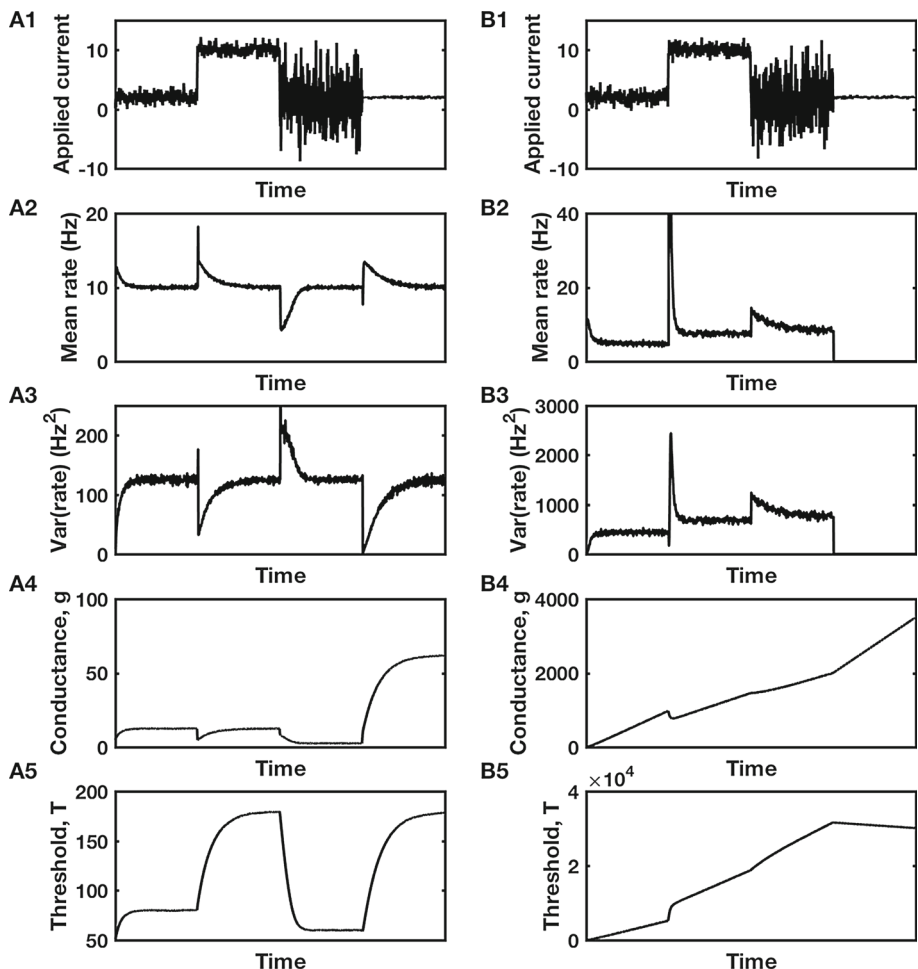 A1
Applied current
10
0
-10
Time
A2
Mean rate (Hz)
20
10
0
Time
A3
Var(rate) (Hz²)
200
100
0
Time
A4
Conductance, g
100
50
0
Time
A5
Threshold, T
200
150
100
50
Time
B1
Applied current
10
0
-10
Time
B2
Mean rate (Hz)
40
20
0
Time
B3
Var(rate) (Hz²)
3000
2000
1000
0
Time
B4
Conductance, g
4000
2000
0
Time
B5
×10⁴
Threshold, T
4
2
0
Time